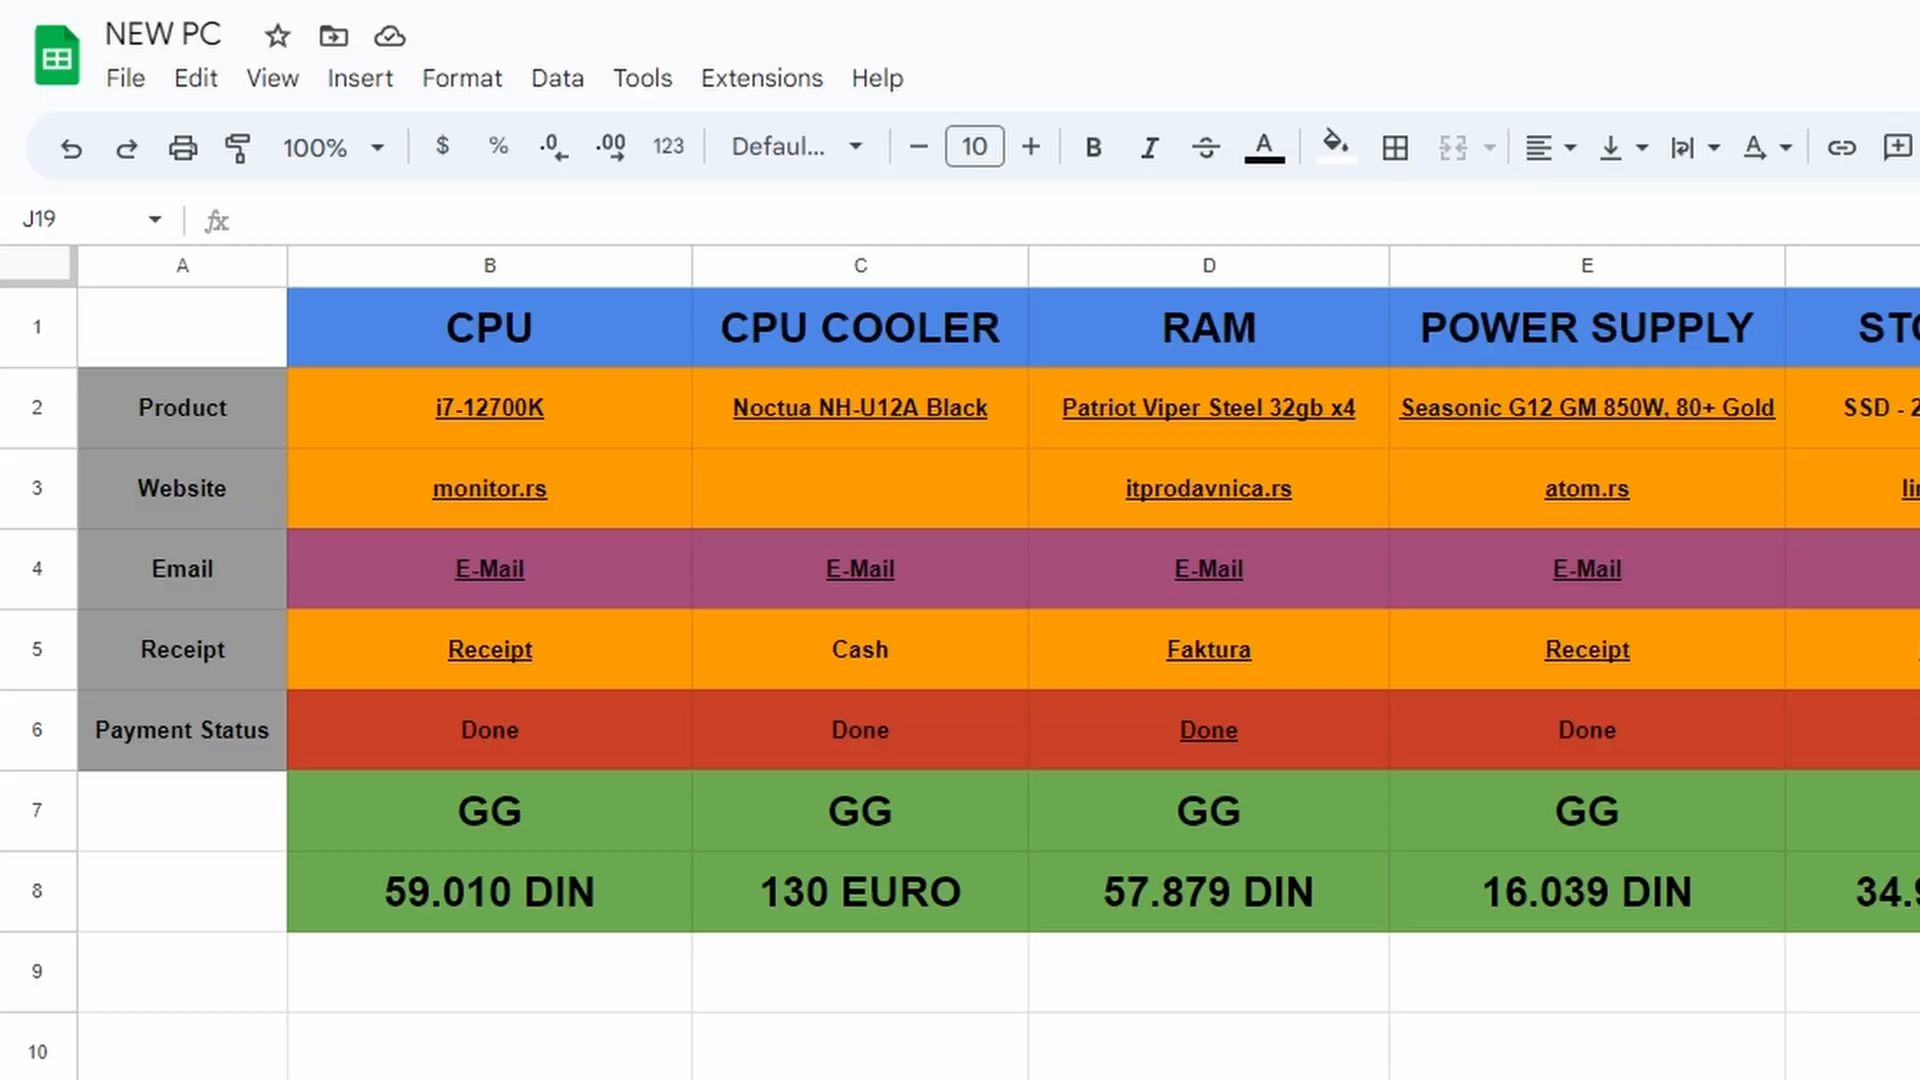 NEW PC
File Edit View Insert Format Data Tools Extensions Help
100% $ % .0 .00 123 Defaul... 10 B I A A
J19 fx
A B C D E
1 CPU CPU COOLER RAM POWER SUPPLY
2 Product i7-12700K Noctua NH-U12A Black Patriot Viper Steel 32gb x4 Seasonic G12 GM 850W, 80+ Gold SSD - 2
3 Website monitor.rs itprodavnica.rs atom.rs
4 Email E-Mail E-Mail E-Mail E-Mail
5 Receipt Receipt Cash Faktura Receipt
6 Payment Status Done Done Done Done
7 GG GG GG GG
8 59.010 DIN 130 EURO 57.879 DIN 16.039 DIN
9
10